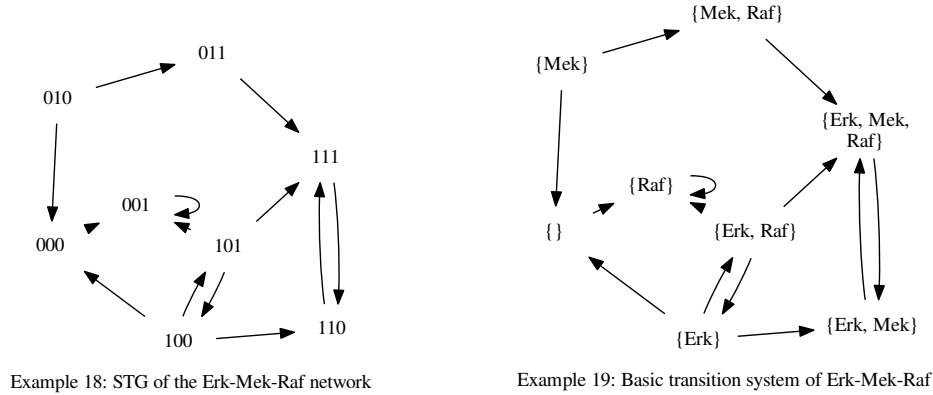 011
010
111
001
000
101
100
110
Example 18: STG of the Erk-Mek-Raf network
{Mek, Raf}
{Mek}
{Erk, Mek,
Raf}
{Raf}
{}
{Erk, Raf}
{Erk}
{Erk, Mek}
Example 19: Basic transition system of Erk-Mek-Raf